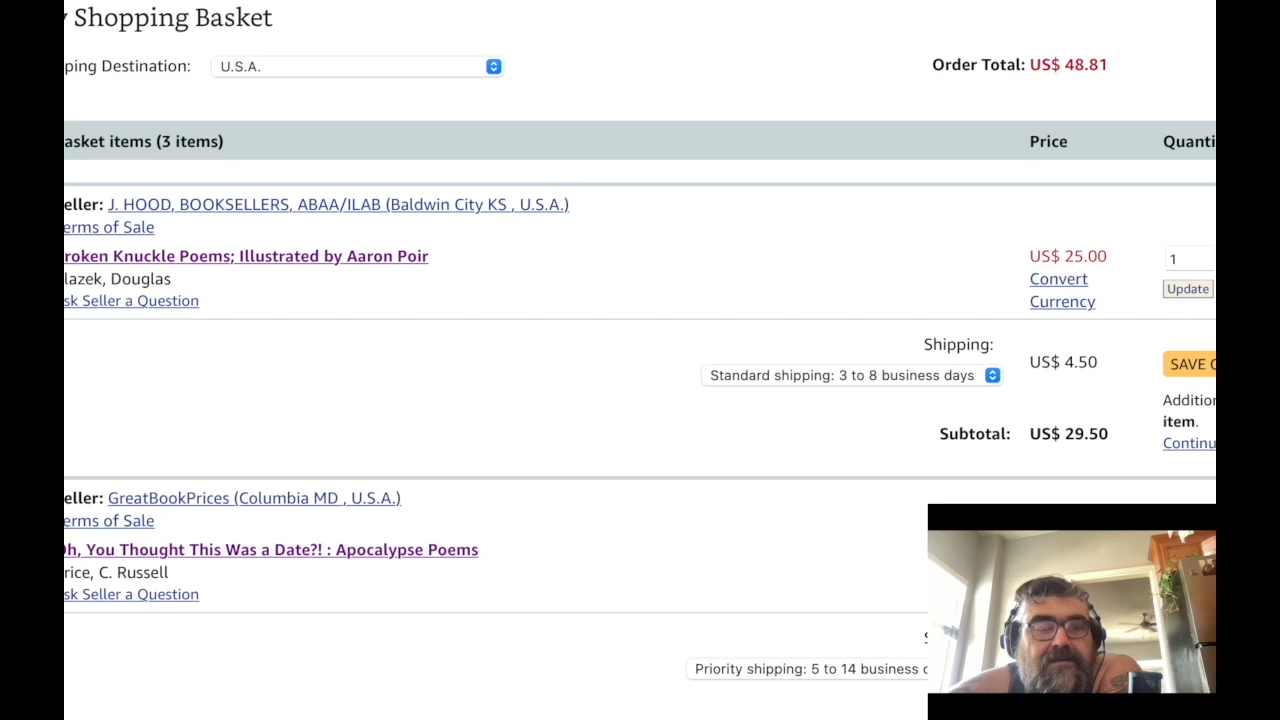 Shopping Basket
ping Destination: U.S.A. Order Total: US$ 48.81
asket items (3 items) Price Quanti
eller: J. HOOD, BOOKSELLERS, ABAA/ILAB (Baldwin City KS , U.S.A.)
erms of Sale
roken Knuckle Poems; Illustrated by Aaron Poir US$ 25.00 1
lazek, Douglas Convert
sk Seller a Question Currency Update
Shipping:
Standard shipping: 3 to 8 business days US$ 4.50 SAVE
Addition
item.
Subtotal: US$ 29.50 Continu
eller: GreatBookPrices (Columbia MD , U.S.A.)
erms of Sale
Oh, You Thought This Was a Date?! : Apocalypse Poems
rice, C. Russell
sk Seller a Question
Priority shipping: 5 to 14 business